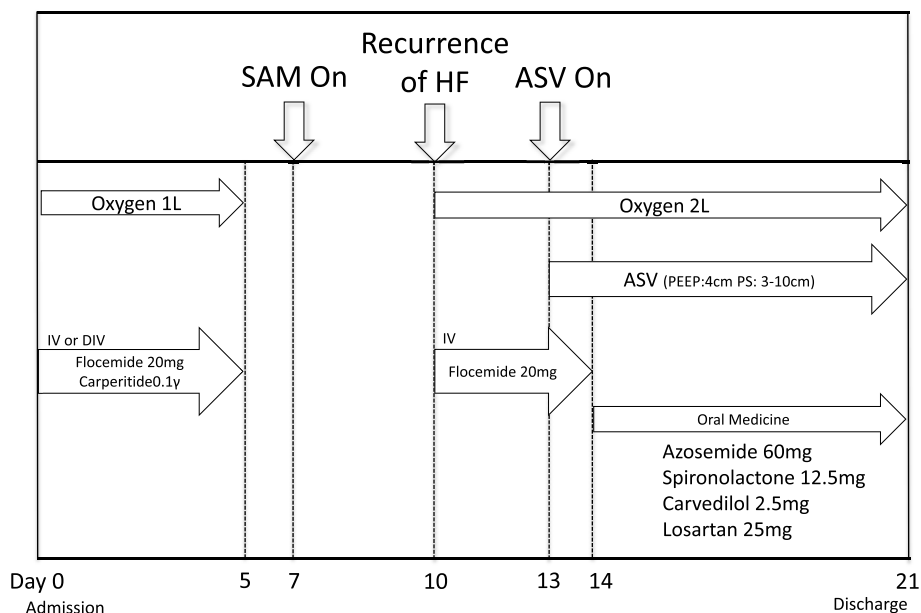 Recurrence
of HF
SAM On
ASV On
Oxygen 1L
Oxygen 2L
ASV (PEEP:4cm PS: 3-10cm)
IV or DIV
Flocemide 20mg
Carperitide0.1γ
IV
Flocemide 20mg
Oral Medicine
Azosemide 60mg
Spironolactone 12.5mg
Carvedilol 2.5mg
Losartan 25mg
Day 0 5 7 10 13 14 21
Admission
Discharge